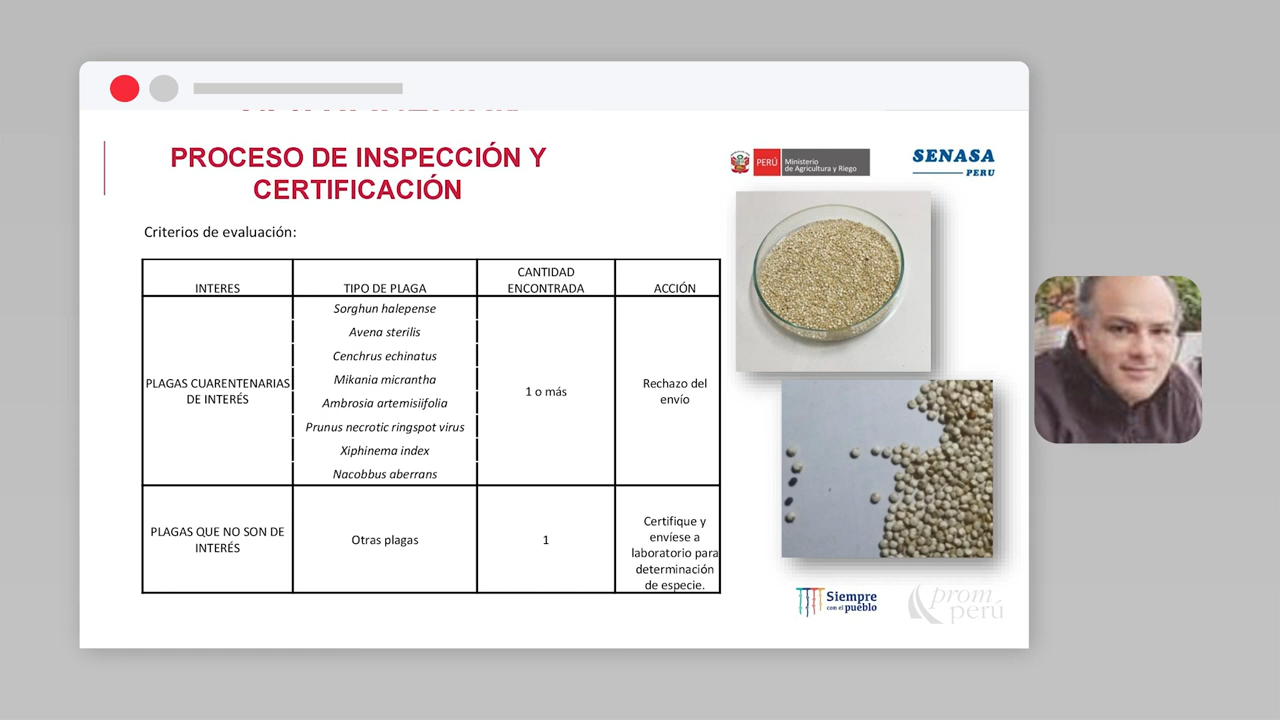 PROCESO DE INSPECCIÓN Y
CERTIFICACIÓN
PERÚ
Ministerio
de Agricultura y Riego
SENASA
PERU
Criterios de evaluación:
INTERES
TIPO DE PLAGA
CANTIDAD
ENCONTRADA
ACCIÓN
PLAGAS CUARENTENARIAS
DE INTERÉS
Sorghun halepense
Avena sterilis
Cenchrus echinatus
Mikania micrantha
Ambrosia artemisiifolia
Prunus necrotic ringspot virus
Xiphinema index
Nacobbus aberrans
1 o más
Rechazo del
envío
PLAGAS QUE NO SON DE
INTERÉS
Otras plagas
1
Certifique y
envíese a
laboratorio para
determinación
de especie.
Siempre
con el pueblo
prom
perú